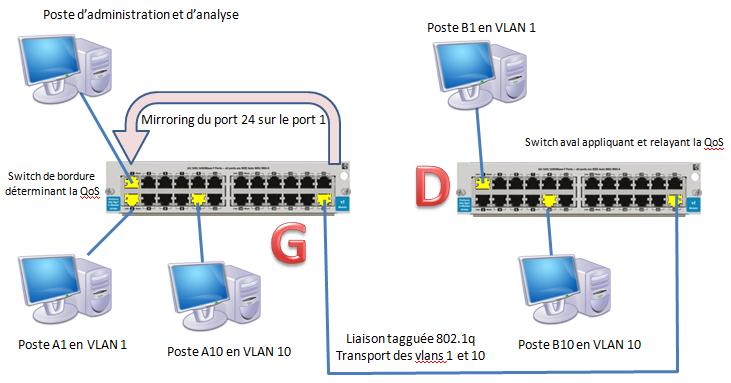 Poste d'administration et d'analyse
Poste B1 en VLAN 1
Mirroring du port 24 sur le port 1
Switch aval appliquant et relayant la QoS
Switch de bordure
déterminant la QoS
D
G
Poste A1 en VLAN 1
Poste A10 en VLAN 10
Liaison tagguée 802.1q
Transport des vlans 1 et 10
Poste B10 en VLAN 10